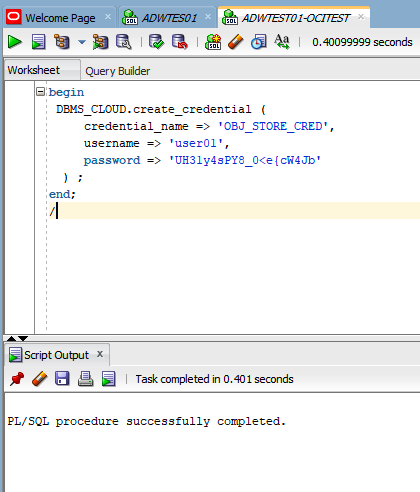 Welcome Page
ADWTES01
ADWTEST01-OCITEST
0.40099999 seconds
Worksheet
Query Builder
begin
DBMS_CLOUD.create_credential (
credential_name => 'OBJ_STORE_CRED',
username => 'user01',
password => 'UH3ly4sPY8_0<e{cW4Jb'
) ;
end;
/
Script Output
Task completed in 0.401 seconds
PL/SQL procedure successfully completed.